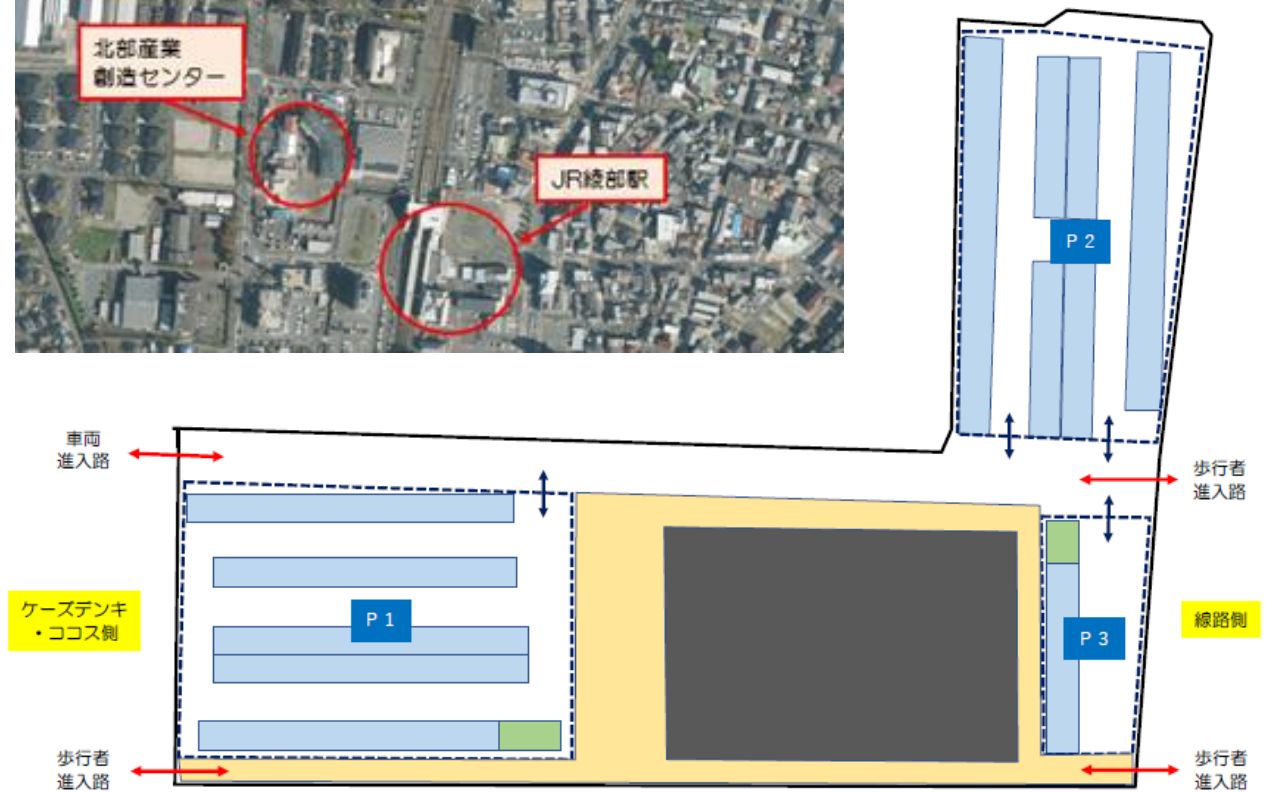 北部産業
創造センター
JR綾部駅
P 2
車両
進入路
歩行者
進入路
ケーズデンキ
・ココス側
P 1
P 3
線路側
歩行者
進入路
歩行者
進入路